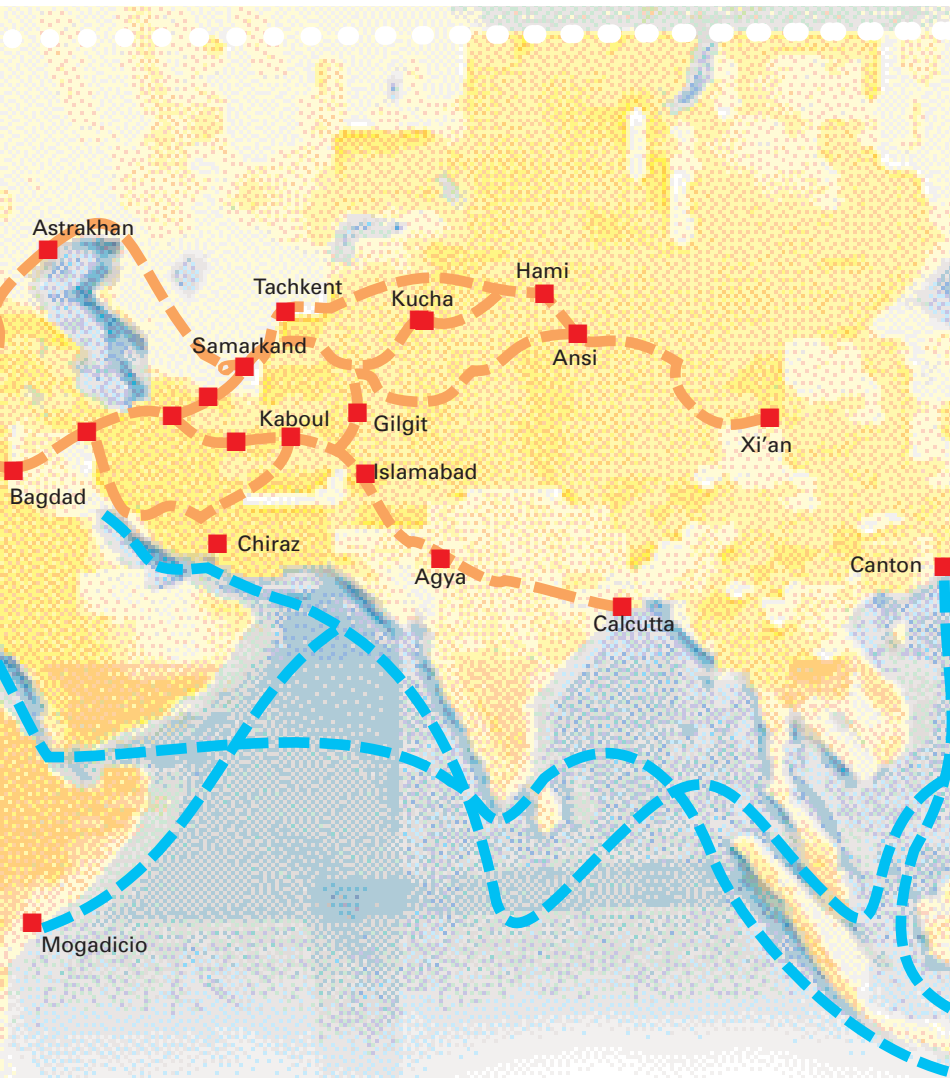 Astrakhan
Hami
Tachkent
Kucha
Samarkand
Ansi
Kaboul
Gilgit
Xi’an
Islamabad
Bagdad
Chiraz
Canton
Agya
Calcutta
Mogadicio